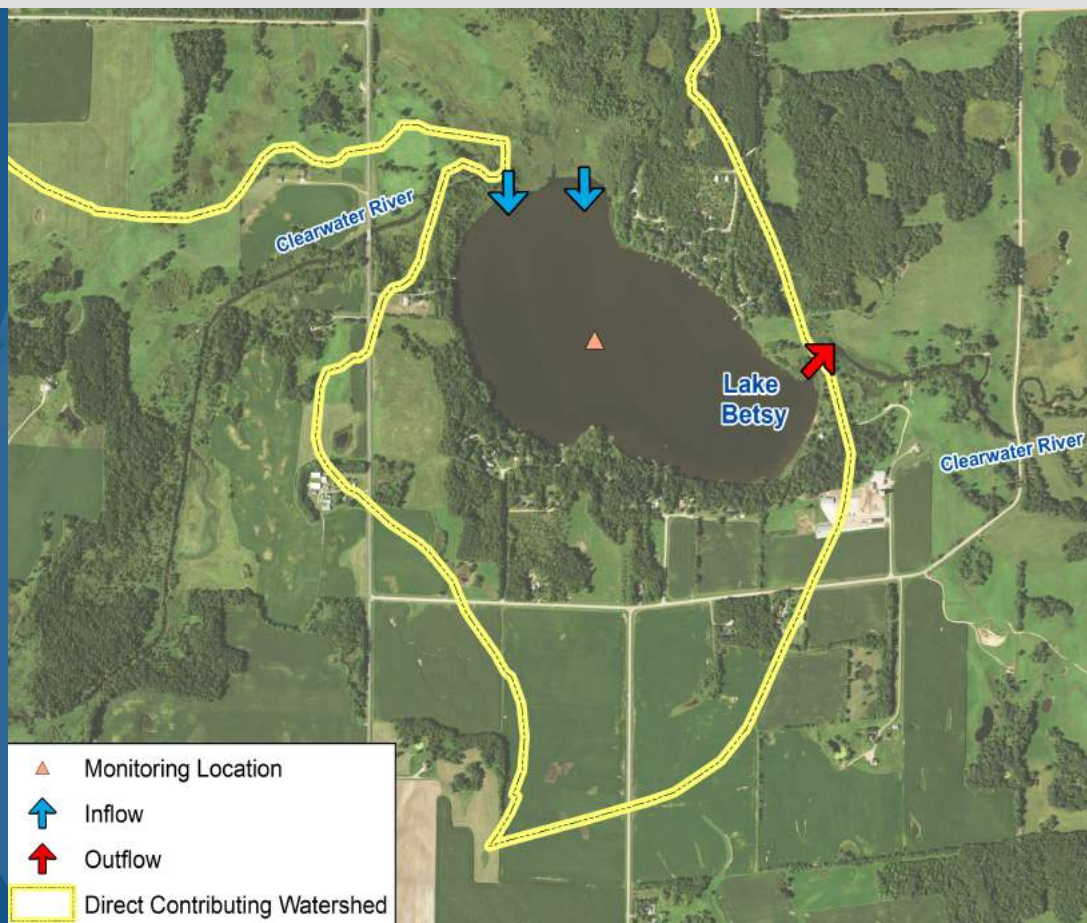 Clearwater River
Lake
Betsy
Clearwater River
Monitoring Location
Inflow
Outflow
Direct Contributing Watershed